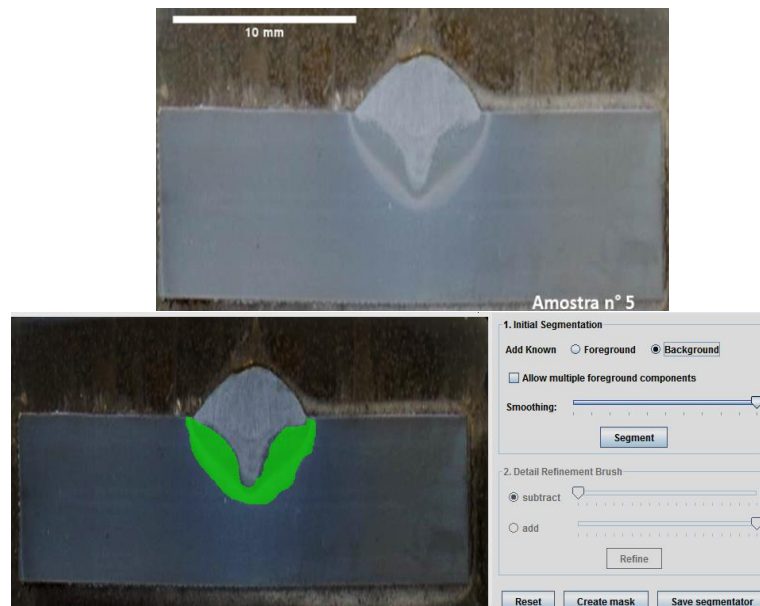 10 mm
Amostra n° 5
1. Initial Segmentation
Add Known Foreground Background
Allow multiple foreground components
Smoothing:
Segment
2. Detail Refinement Brush
subtract
add
Refine
Reset Create mask Save segmentator